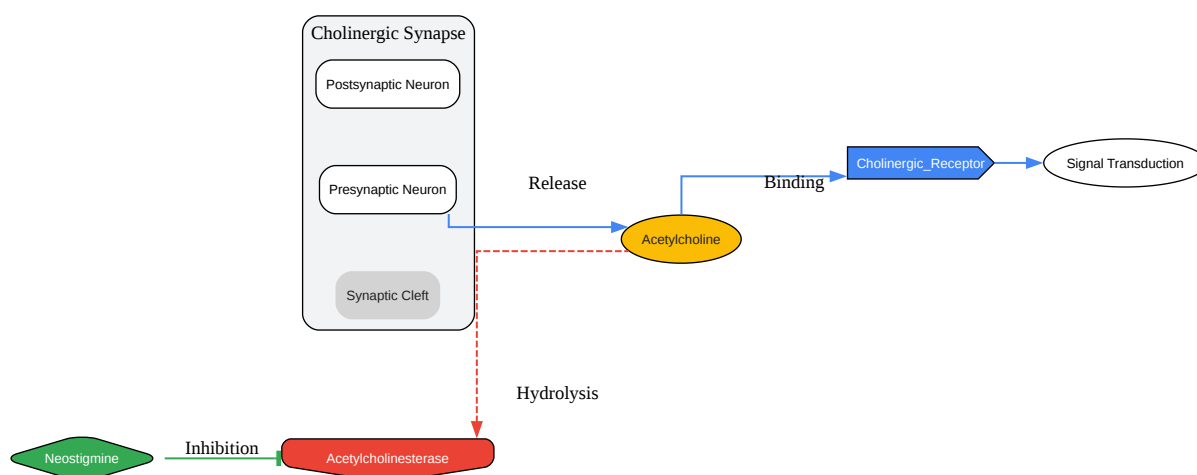 Cholinergic Synapse
Postsynaptic Neuron
Presynaptic Neuron
Synaptic Cleft
Release
Acetylcholine
Binding
Cholinergic_Receptor
Signal Transduction
Hydrolysis
Neostigmine
Inhibition
Acetylcholinesterase